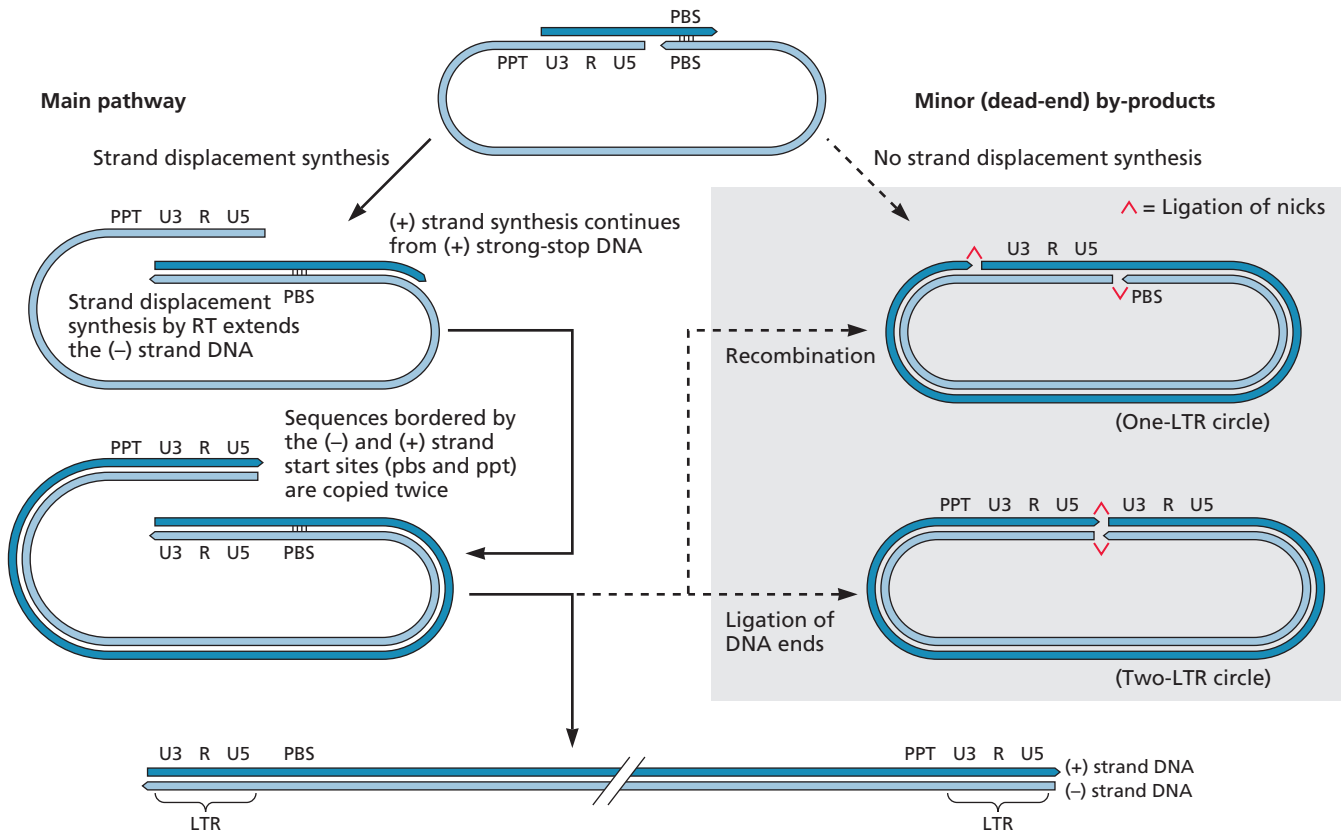 PBS
PPT U3 R U5 PBS
Main pathway
Minor (dead-end) by-products
Strand displacement synthesis
No strand displacement synthesis
PPT U3 R U5
(+) strand synthesis continues
from (+) strong-stop DNA
PBS
Strand displacement
synthesis by RT extends
the (–) strand DNA
^ = Ligation of nicks
U3 R U5
PBS
Recombination
(One-LTR circle)
Sequences bordered by
the (–) and (+) strand
start sites (pbs and ppt)
are copied twice
PPT U3 R U5
U3 R U5 PBS
PPT U3 R U5 U3 R U5
Ligation of
DNA ends
(Two-LTR circle)
U3 R U5 PBS PPT U3 R U5
(+) strand DNA
(–) strand DNA
LTR LTR